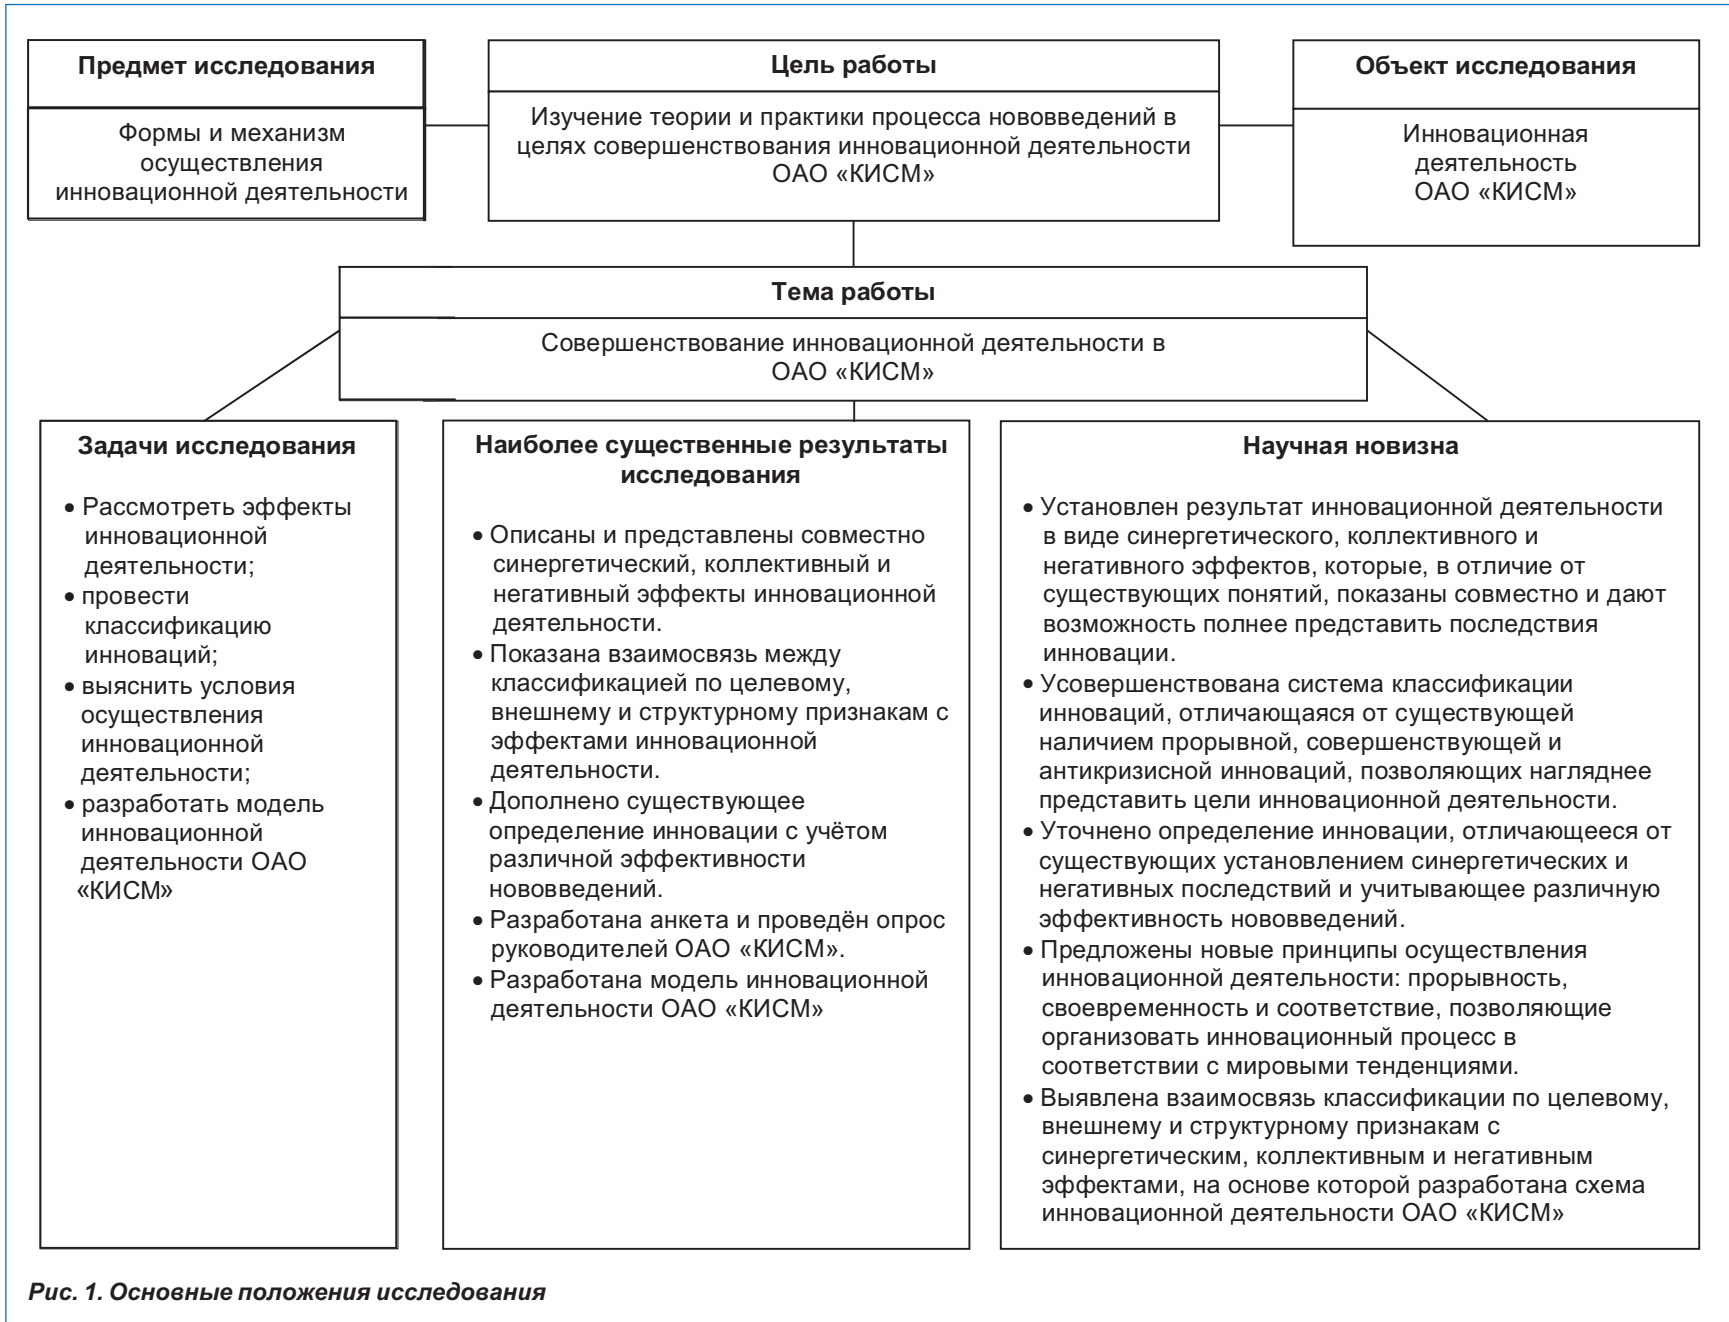 Предмет исследования
Формы и механизм
осуществления
инновационной деятельности
Цель работы
Изучение теории и практики процесса нововведений в
целях совершенствования инновационной деятельности
ОАО «КИСМ»
Объект исследования
Инновационная
деятельность
ОАО «КИСМ»
Тема работы
Совершенствование инновационной деятельности в
ОАО «КИСМ»
Задачи исследования
• Рассмотреть эффекты
инновационной
деятельности;
• провести
классификацию
инноваций;
• выяснить условия
осуществления
инновационной
деятельности;
• разработать модель
инновационной
деятельности ОАО
«КИСМ»
Наиболее существенные результаты
исследования
• Описаны и представлены совместно
синергетический, коллективный и
негативный эффекты инновационной
деятельности.
• Показана взаимосвязь между
классификацией по целевому,
внешнему и структурному признакам с
эффектами инновационной
деятельности.
• Дополнено существующее
определение инновации с учётом
различной эффективности
нововведений.
• Разработана анкета и проведён опрос
руководителей ОАО «КИСМ».
• Разработана модель инновационной
деятельности ОАО «КИСМ»
Научная новизна
• Установлен результат инновационной деятельности
в виде синергетического, коллективного и
негативного эффектов, которые, в отличие от
существующих понятий, показаны совместно и дают
возможность полнее представить последствия
инновации.
• Усовершенствована система классификации
инноваций, отличающаяся от существующей
наличием прорывной, совершенствующей и
антикризисной инноваций, позволяющих нагляднее
представить цели инновационной деятельности.
• Уточнено определение инновации, отличающееся от
существующих установлением синергетических и
негативных последствий и учитывающее различную
эффективность нововведений.
• Предложены новые принципы осуществления
инновационной деятельности: прорывность,
своевременность и соответствие, позволяющие
организовать инновационный процесс в
соответствии с мировыми тенденциями.
• Выявлена взаимосвязь классификации по целевому,
внешнему и структурному признакам с
синергетическим, коллективным и негативным
эффектами, на основе которой разработана схема
инновационной деятельности ОАО «КИСМ»
Рис. 1. Основные положения исследования